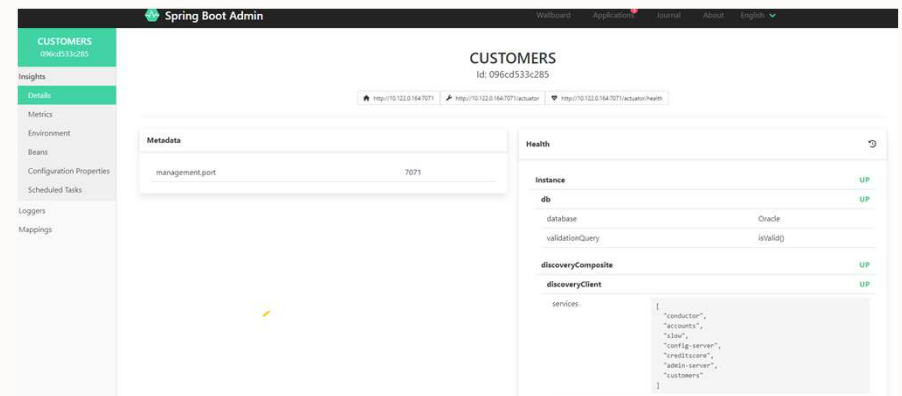 Spring Boot Admin
Wallboard Applications Journal About English
CUSTOMERS
096cd533c285
Insights
Details
Metrics
Environment
Beans
Configuration Properties
Scheduled Tasks
Loggers
Mappings
CUSTOMERS
Id: 096cd533c285
http://10.122.0.164:7071 http://10.122.0.164:7071/actuator http://10.122.0.164:7071/actuator/health
Metadata
management.port 7071
Health
Instance UP
db UP
database Oracle
validationQuery isValid()
discoveryComposite UP
discoveryClient UP
services
[
"conductor",
"accounts",
"slow",
"config-server",
"creditscore",
"admin-server",
"customers"
]